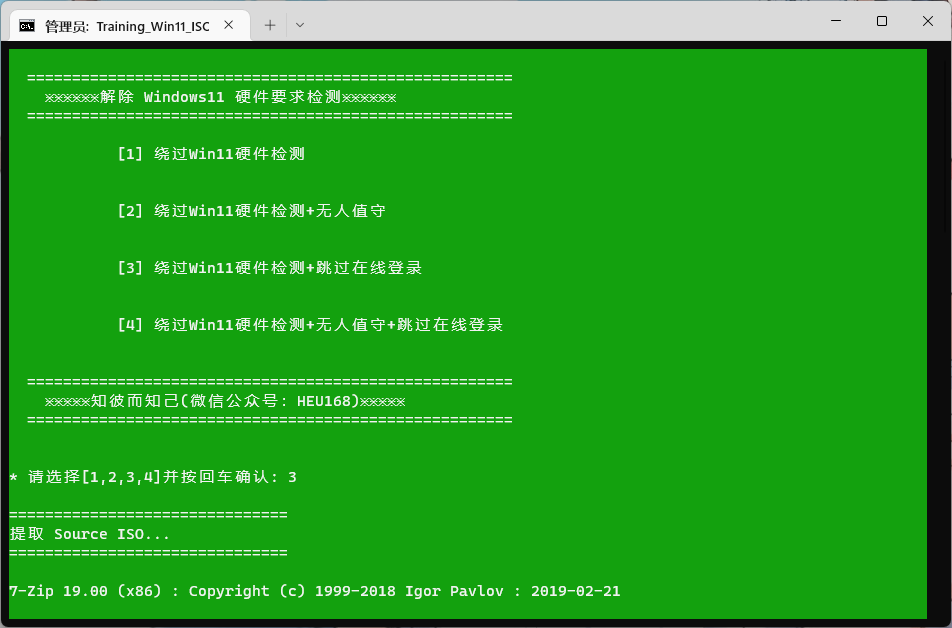 管理员: Training_Win11_ISC
======================================================
※※※※※※解除 Windows11 硬件要求检测※※※※※※
======================================================
[1] 绕过Win11硬件检测
[2] 绕过Win11硬件检测+无人值守
[3] 绕过Win11硬件检测+跳过在线登录
[4] 绕过Win11硬件检测+无人值守+跳过在线登录
======================================================
※※※※※知彼而知己(微信公众号: HEU168)※※※※※
======================================================
* 请选择[1,2,3,4]并按回车确认: 3
===============================
提取 Source ISO...
===============================
7-Zip 19.00 (x86) : Copyright (c) 1999-2018 Igor Pavlov : 2019-02-21